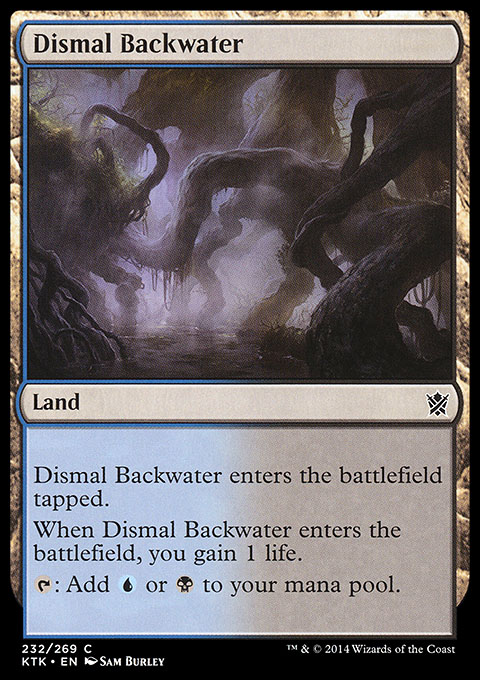 Dismal Backwater
Land
Dismal Backwater enters the battlefield
tapped.
When Dismal Backwater enters the
battlefield, you gain 1 life.
: Add or to your mana pool.
232/269 C
KTK • EN Sam Burley
™ & © 2014 Wizards of the Coast